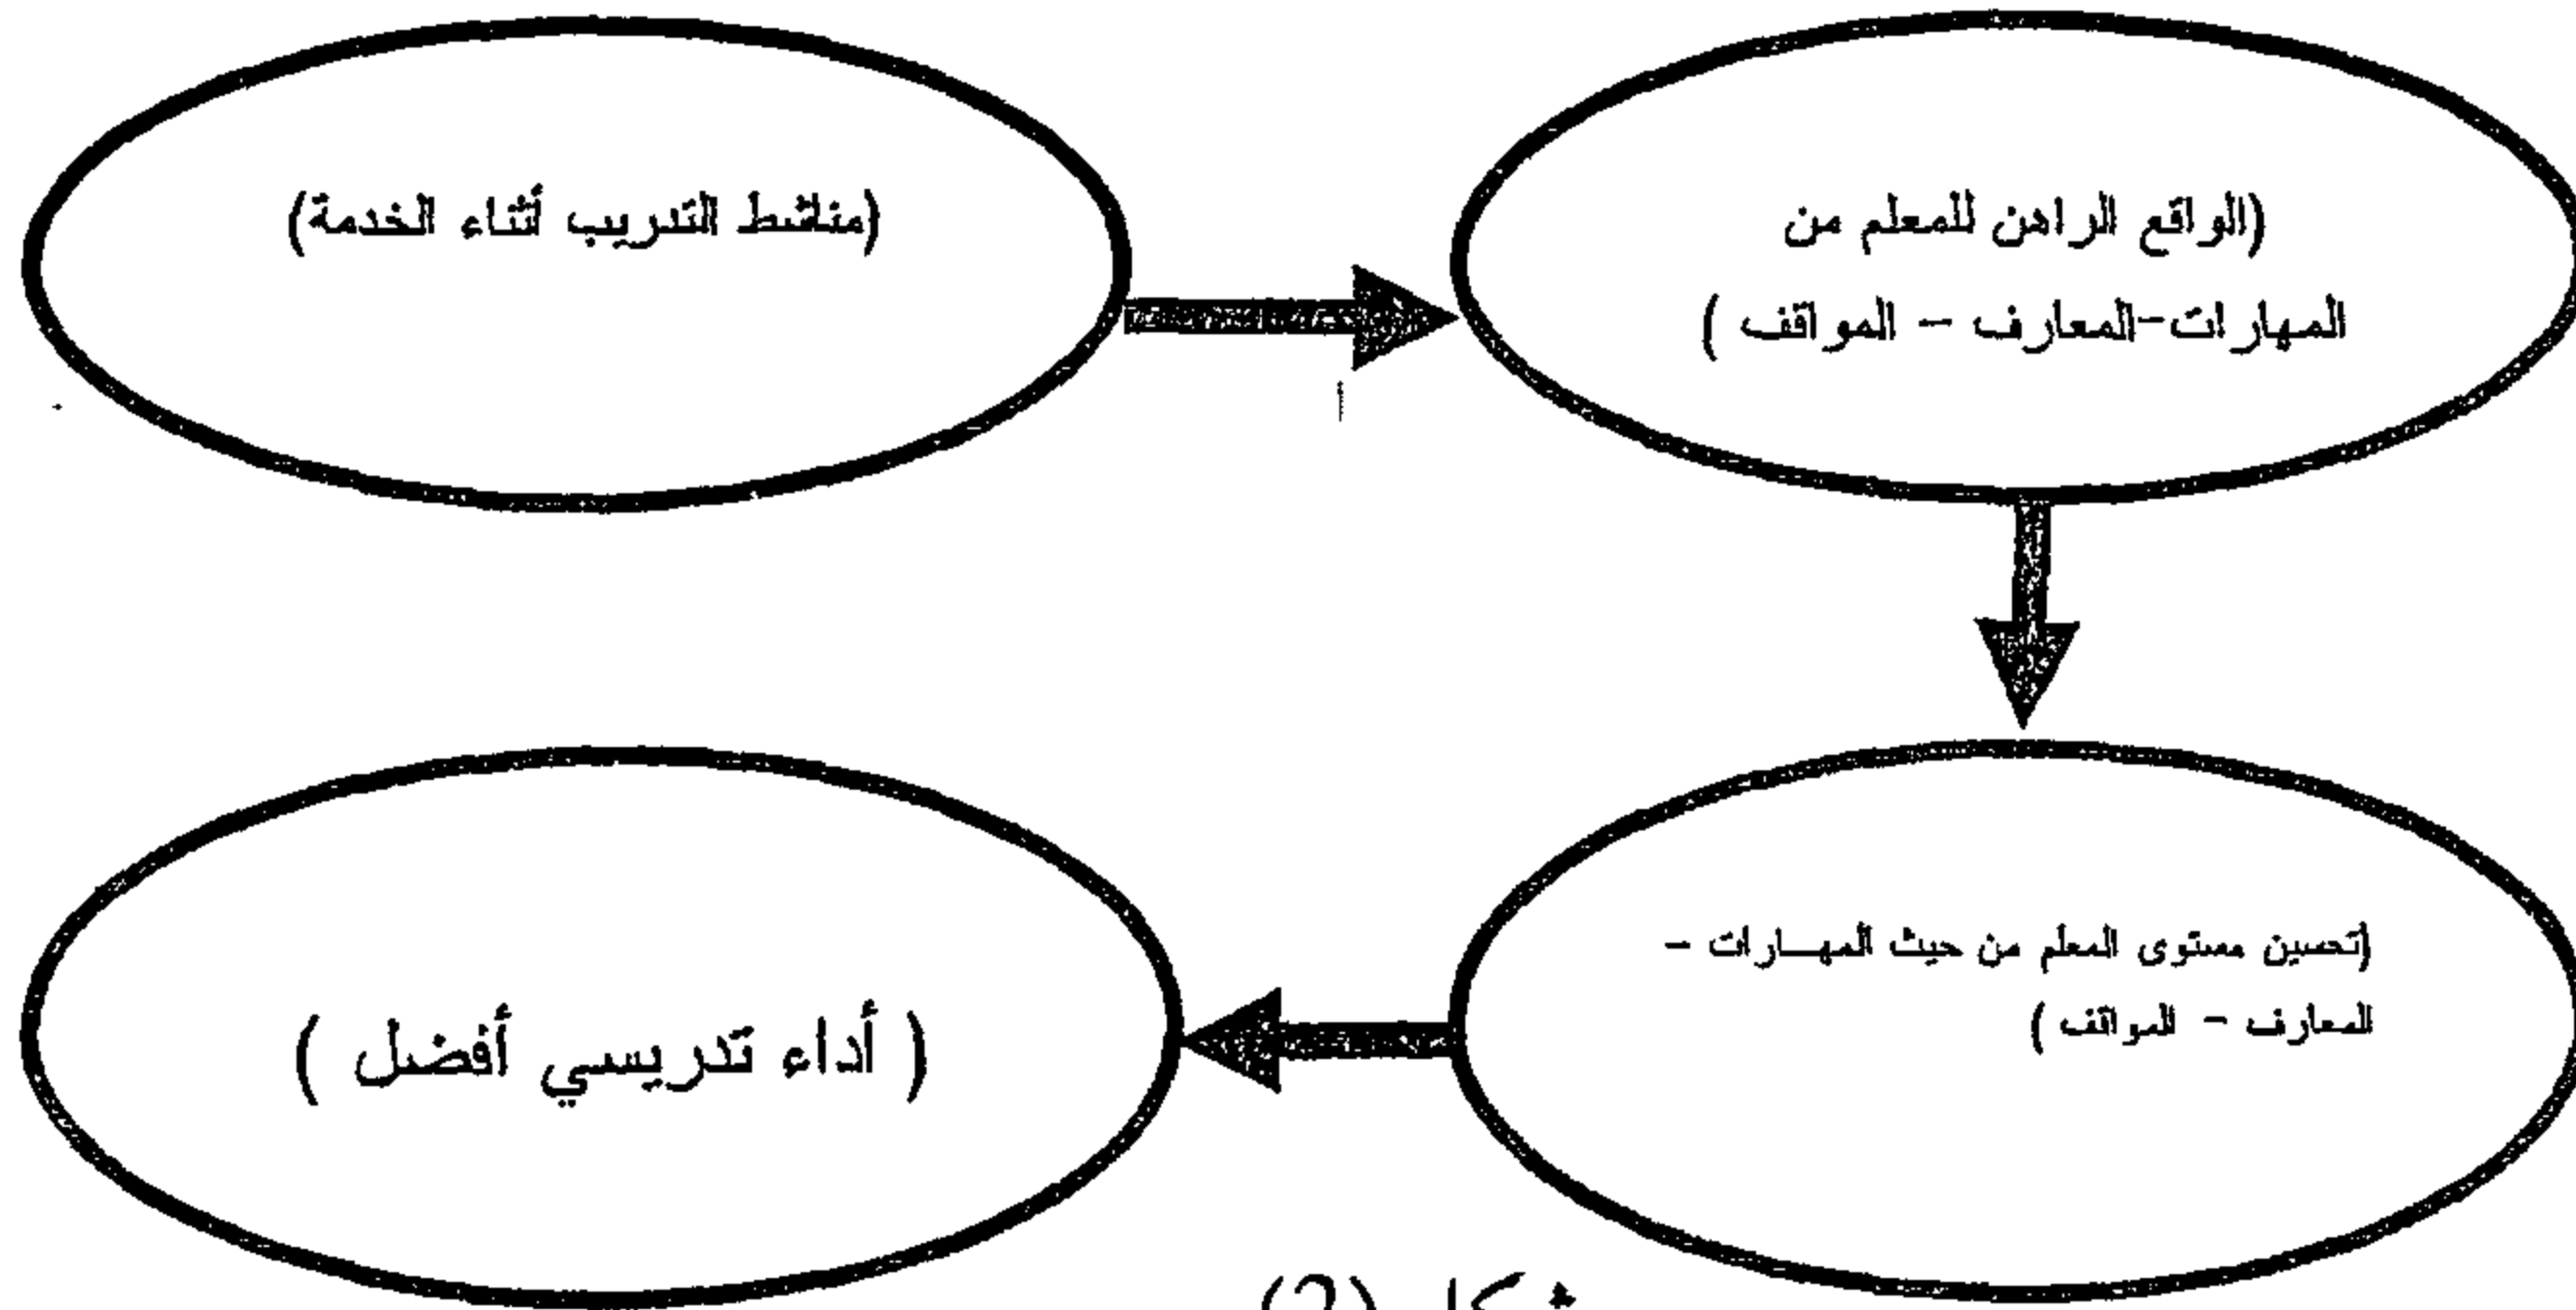 (مناشط التدريب أثناء الخدمة)
(الواقع الراهن للمعلم من
المهارات-المعارف – المواقف )
(تحسين مستوى المعلم من حيث المهــارات –
المعارف – المواقف )
( أداء تدريسي أفضل )
شكل (2)